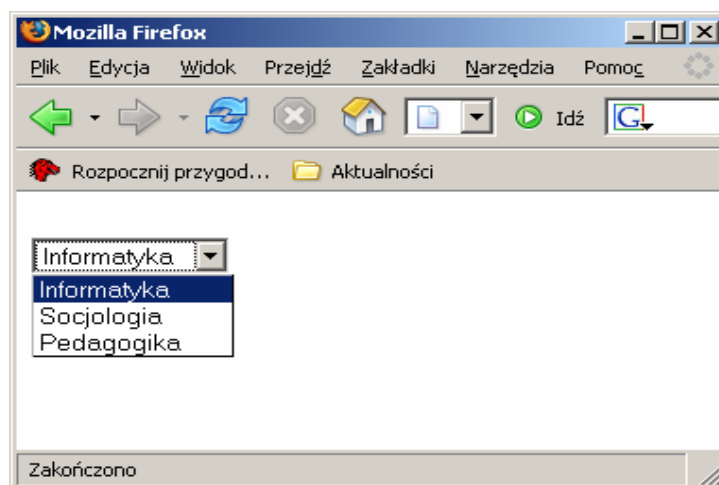 Mozilla Firefox
Plik Edycja Widok Przejdź Zakładki Narzędzia Pomoc
Idź G
Rozpocznij przygod... Aktualności
Informatyka
Informatyka
Socjologia
Pedagogika
Zakończono